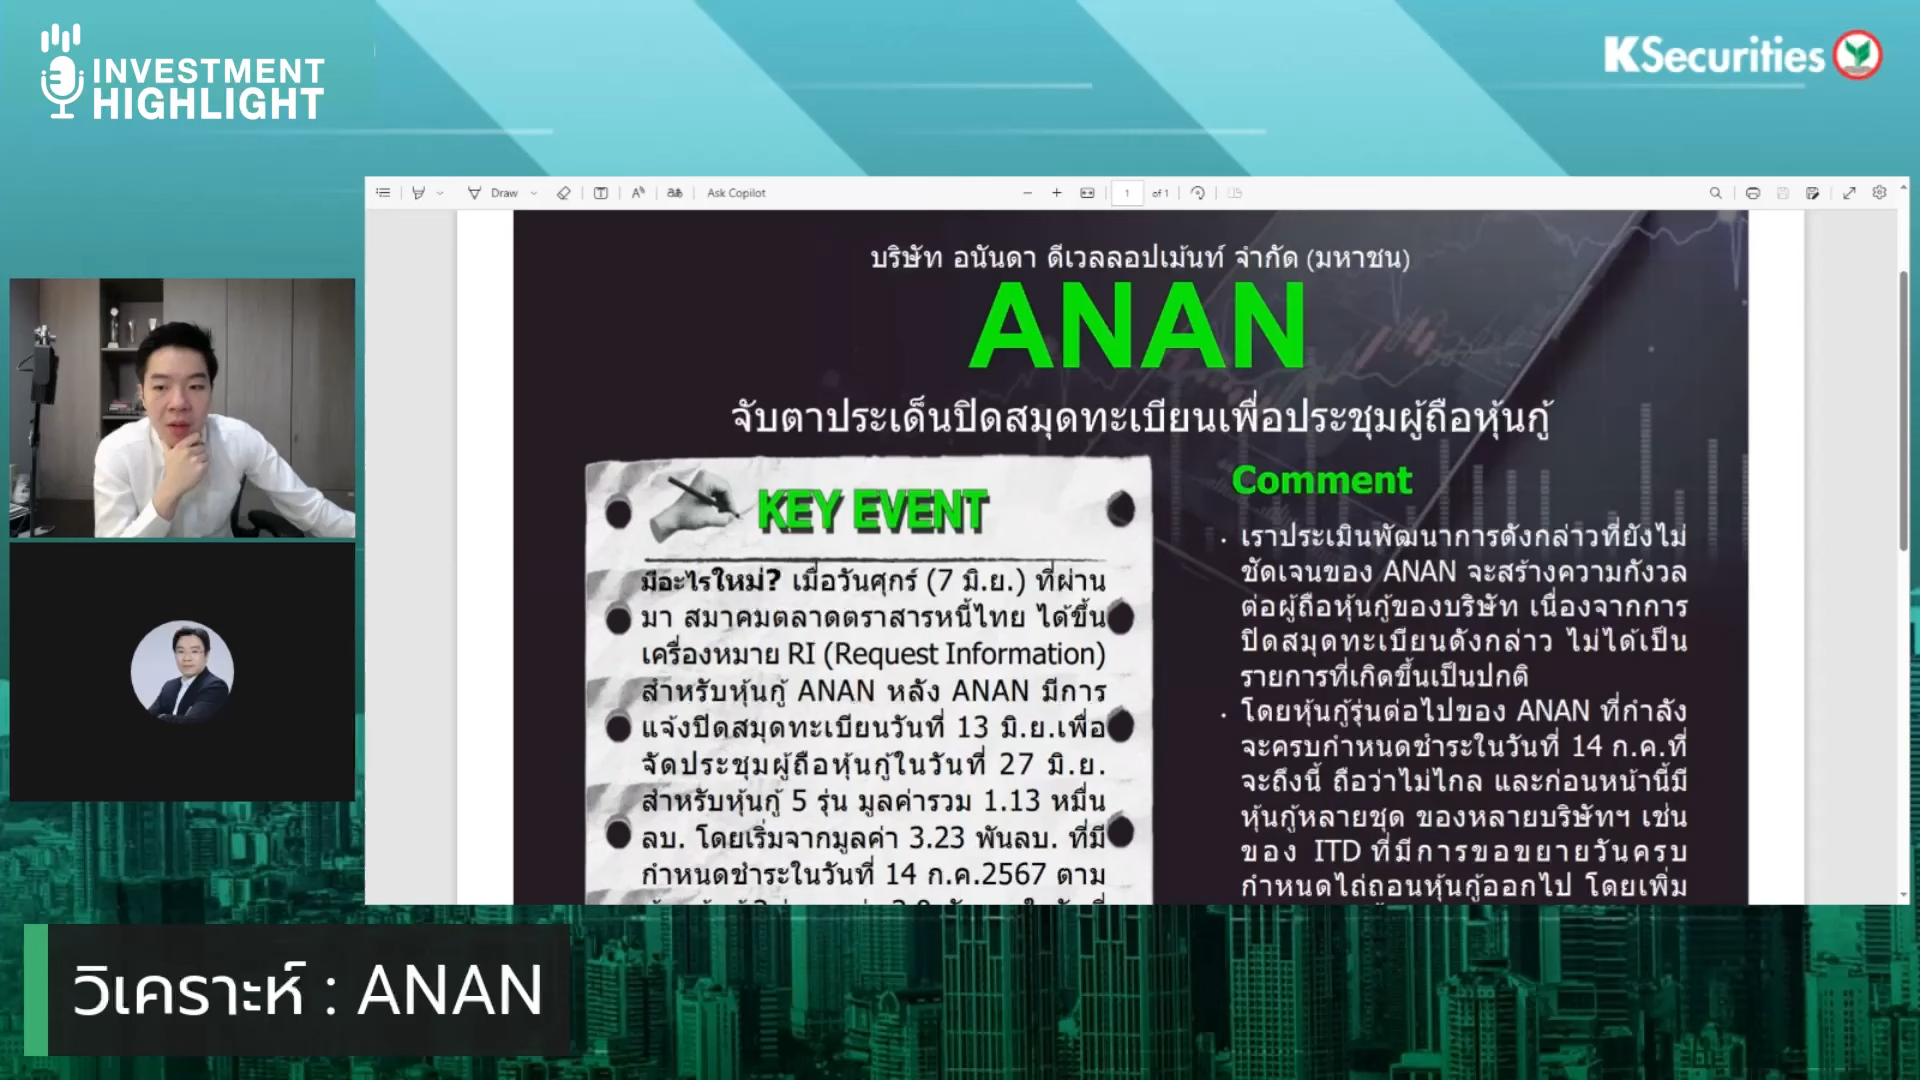 INVESTMENT
HIGHLIGHT
KSecurities
Draw
Ask Copilot
1
of 1
บริษัท อนันดา ดีเวลลอปเม้นท์ จำกัด (มหาชน)
ANAN
จับตาประเด็นปิดสมุดทะเบียนเพื่อประชุมผู้ถือหุ้นกู้
KEY EVENT
มีอะไรใหม่? เมื่อวันศุกร์ (7 มิ.ย.) ที่ผ่าน
มา สมาคมตลาดตราสารหนี้ไทย ได้ขึ้น
เครื่องหมาย RI (Request Information)
สำหรับหุ้นกู้ ANAN หลัง ANAN มีการ
แจ้งปิดสมุดทะเบียนวันที่ 13 มิ.ย.เพื่อ
จัดประชุมผู้ถือหุ้นกู้ในวันที่ 27 มิ.ย.
สำหรับหุ้นกู้ 5 รุ่น มูลค่ารวม 1.13 หมื่น
ลบ. โดยเริ่มจากมูลค่า 3.23 พันลบ. ที่มี
กำหนดชำระในวันที่ 14 ก.ค.2567 ตาม
Comment
• เราประเมินพัฒนาการดังกล่าวที่ยังไม่
ชัดเจนของ ANAN จะสร้างความกังวล
ต่อผู้ถือหุ้นกู้ของบริษัท เนื่องจากการ
ปิดสมุดทะเบียนดังกล่าว ไม่ได้เป็น
รายการที่เกิดขึ้นเป็นปกติ
• โดยหุ้นกู้รุ่นต่อไปของ ANAN ที่กำลัง
จะครบกำหนดชำระในวันที่ 14 ก.ค.ที่
จะถึงนี้ ถือว่าไม่ไกล และก่อนหน้านี้มี
หุ้นกู้หลายชุด ของหลายบริษัทฯ เช่น
ของ ITD ที่มีการขอขยายวันครบ
กำหนดไถ่ถอนหุ้นกู้ออกไป โดยเพิ่ม
วิเคราะห์ : ANAN